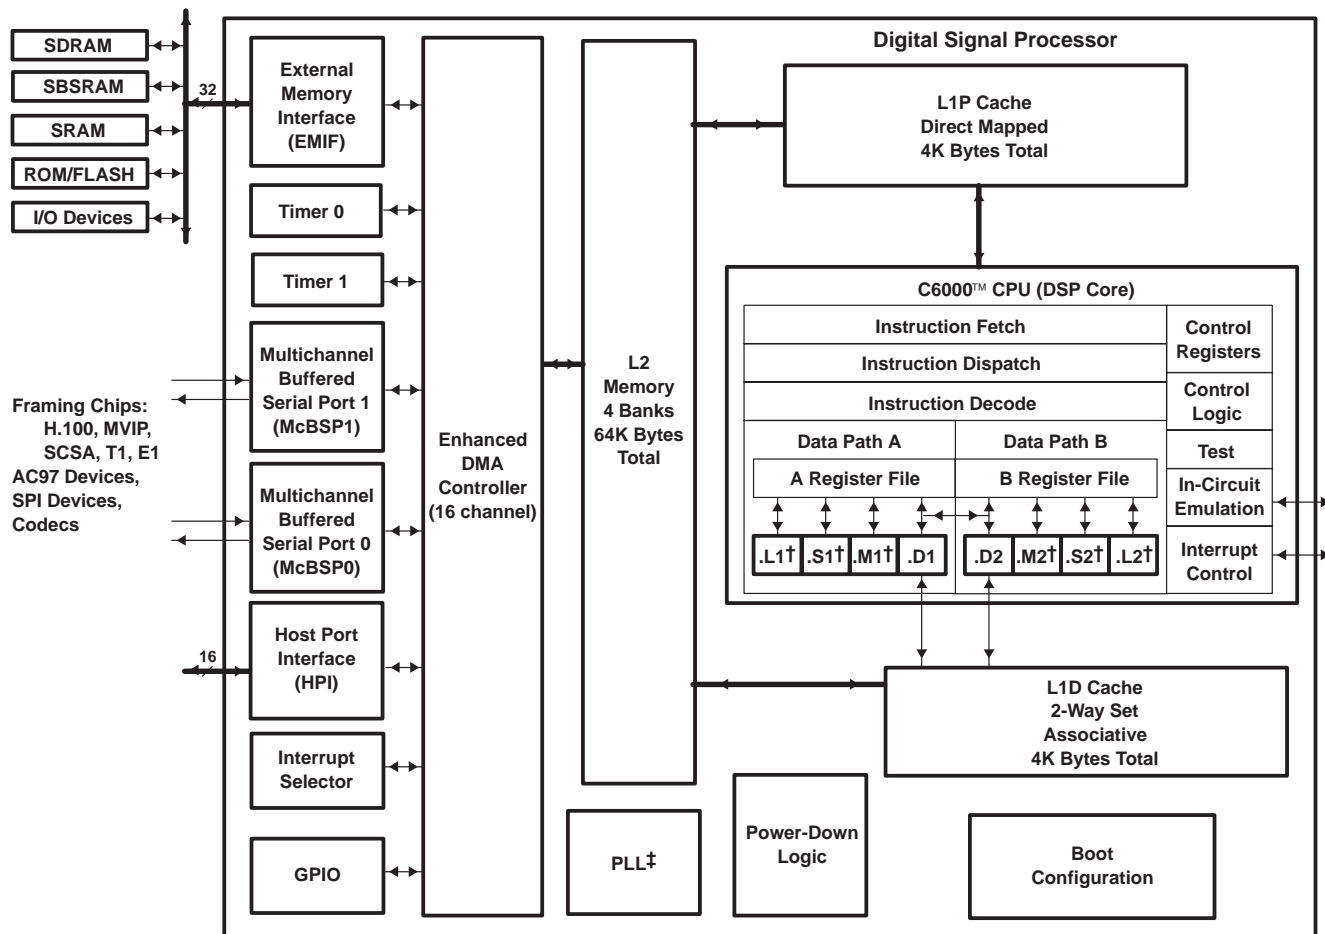 Digital Signal Processor
SDRAM
SBSRAM
SRAM
ROM/FLASH
I/O Devices
32
External
Memory
Interface
(EMIF)
Timer 0
Timer 1
Framing Chips:
H.100, MVIP,
SCSA, T1, E1
AC97 Devices,
SPI Devices,
Codecs
Multichannel
Buffered
Serial Port 1
(McBSP1)
Multichannel
Buffered
Serial Port 0
(McBSP0)
16
Host Port
Interface
(HPI)
Interrupt
Selector
GPIO
Enhanced
DMA
Controller
(16 channel)
L2
Memory
4 Banks
64K Bytes
Total
L1P Cache
Direct Mapped
4K Bytes Total
C6000™ CPU (DSP Core)
Instruction Fetch
Instruction Dispatch
Instruction Decode
Control
Registers
Control
Logic
Test
In-Circuit
Emulation
Interrupt
Control
Data Path A
Data Path B
A Register File
B Register File
.L1† .S1† .M1† .D1
.D2 .M2† .S2† .L2†
L1D Cache
2-Way Set
Associative
4K Bytes Total
PLL‡
Power-Down
Logic
Boot
Configuration